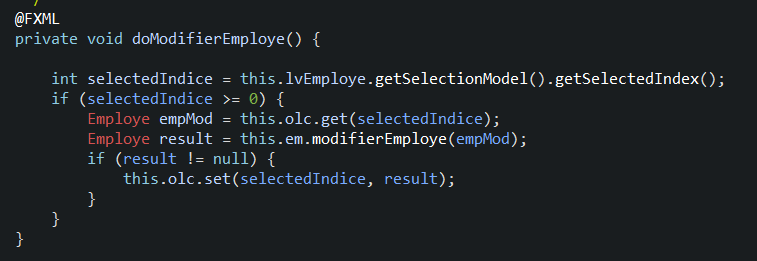 @FXML
private void doModifierEmploye() {
int selectedIndice = this.lvEmploye.getSelectionModel().getSelectedIndex();
if (selectedIndice >= 0) {
Employe empMod = this.olc.get(selectedIndice);
Employe result = this.em.modifierEmploye(empMod);
if (result != null) {
this.olc.set(selectedIndice, result);
}
}
}